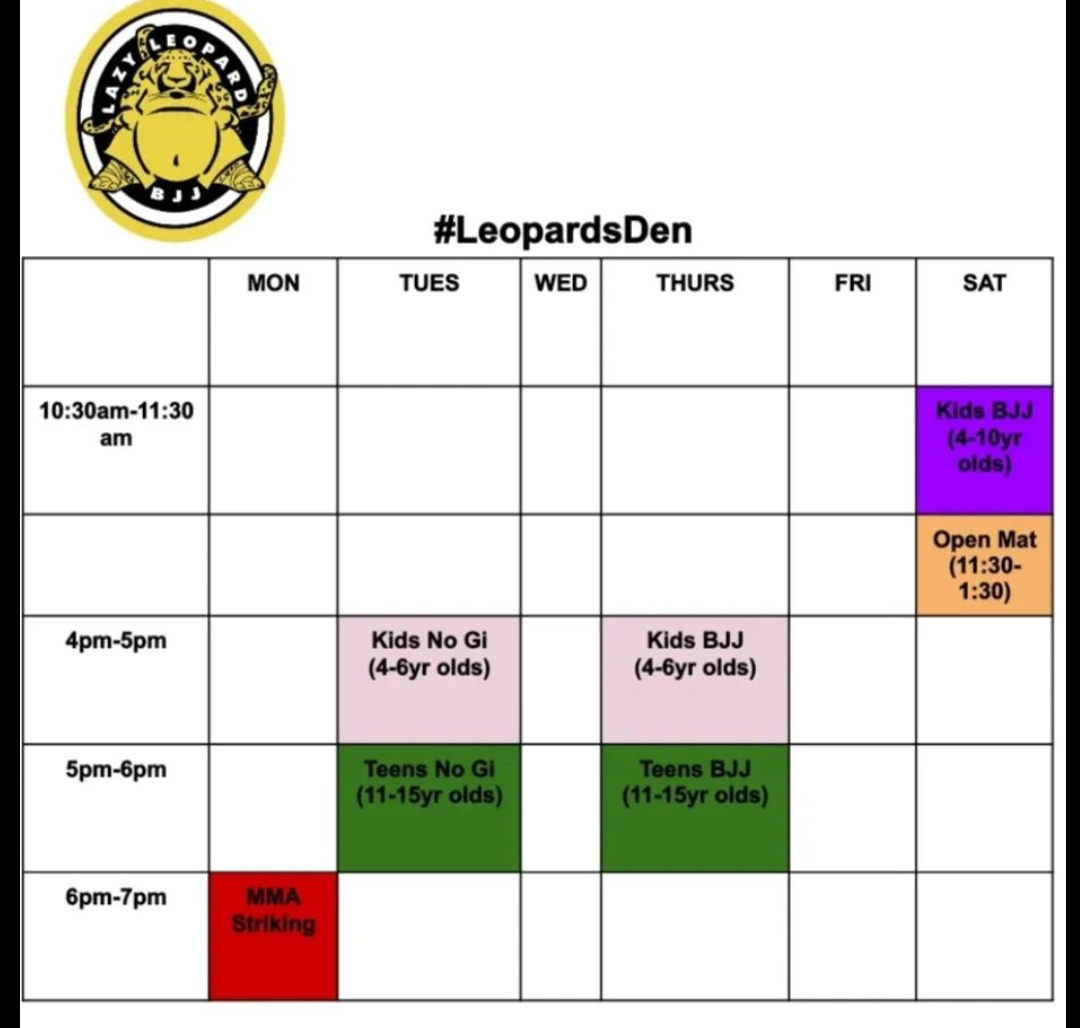 LAZY LEOPARD
BJJ
#LeopardsDen
MON TUES WED THURS FRI SAT
10:30am-11:30
am
Kids BJJ
(4-10yr
olds)
Open Mat
(11:30-
1:30)
4pm-5pm
Kids No Gi
(4-6yr olds)
Kids BJJ
(4-6yr olds)
5pm-6pm
Teens No Gi
(11-15yr olds)
Teens BJJ
(11-15yr olds)
6pm-7pm
MMA
Striking